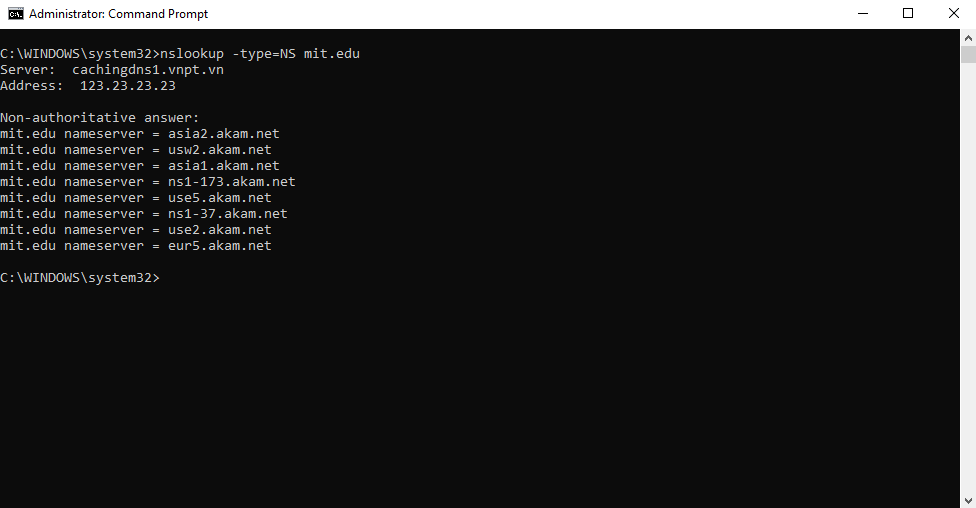 Administrator: Command Prompt
C:\WINDOWS\system32>nslookup -type=NS mit.edu
Server:  cachingdns1.vnpt.vn
Address:  123.23.23.23
Non-authoritative answer:
mit.edu nameserver = asia2.akam.net
mit.edu nameserver = usw2.akam.net
mit.edu nameserver = asia1.akam.net
mit.edu nameserver = ns1-173.akam.net
mit.edu nameserver = use5.akam.net
mit.edu nameserver = ns1-37.akam.net
mit.edu nameserver = use2.akam.net
mit.edu nameserver = eur5.akam.net
C:\WINDOWS\system32>